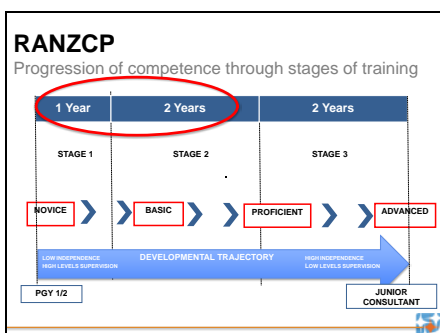 RANZCP
Progression of competence through stages of training
1 Year 2 Years 2 Years
STAGE 1 STAGE 2 STAGE 3
NOVICE BASIC PROFICIENT ADVANCED
LOW INDEPENDENCE DEVELOPMENTAL TRAJECTORY HIGH INDEPENDENCE
HIGH LEVELS SUPERVISION LOW LEVELS SUPERVISION
PGY 1/2 JUNIOR
CONSULTANT